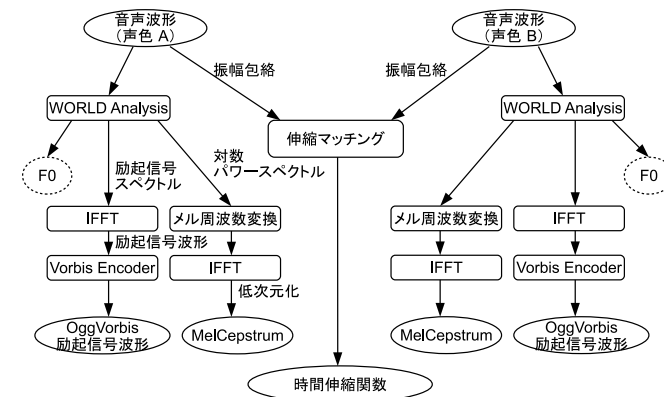 音声波形
（声色 A）
音声波形
（声色 B）
振幅包絡
振幅包絡
WORLD Analysis
WORLD Analysis
伸縮マッチング
F0
励起信号
スペクトル
対数
パワースペクトル
F0
IFFT
メル周波数変換
メル周波数変換
IFFT
励起信号波形
Vorbis Encoder
IFFT
IFFT
Vorbis Encoder
低次元化
OggVorbis
励起信号波形
MelCepstrum
MelCepstrum
OggVorbis
励起信号波形
時間伸縮関数